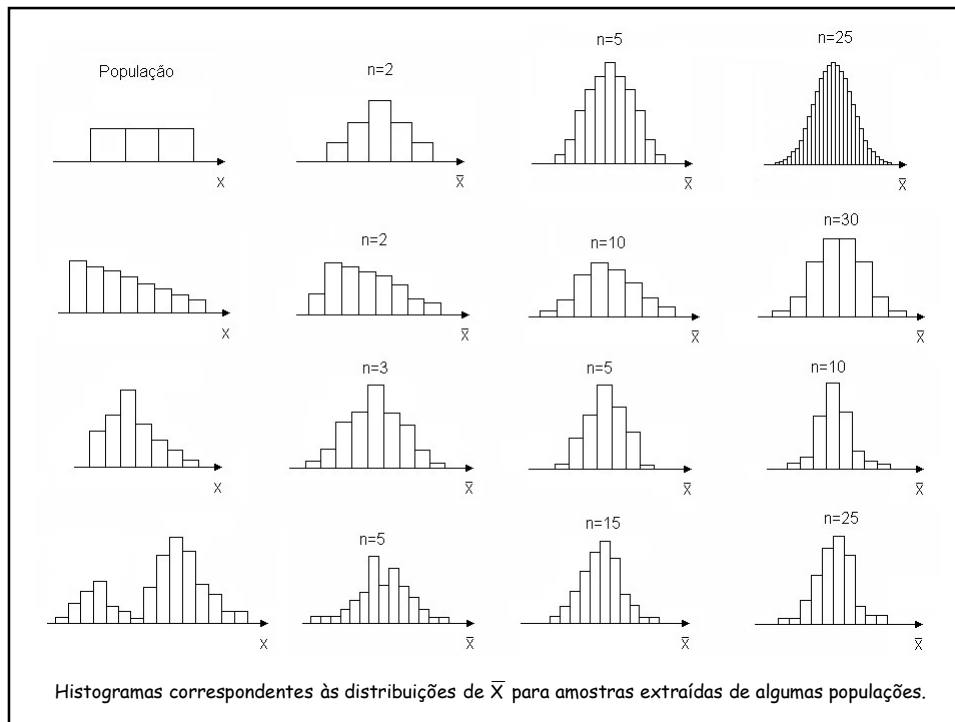 População
n=2
n=5
n=25
X
X̅
X̅
X̅
n=2
n=10
n=30
X
X̅
X̅
X̅
n=3
n=5
n=10
X
X̅
X̅
X̅
n=5
n=15
n=25
X
X̅
X̅
X̅
Histogramas correspondentes às distribuições de X̅ para amostras extraídas de algumas populações.